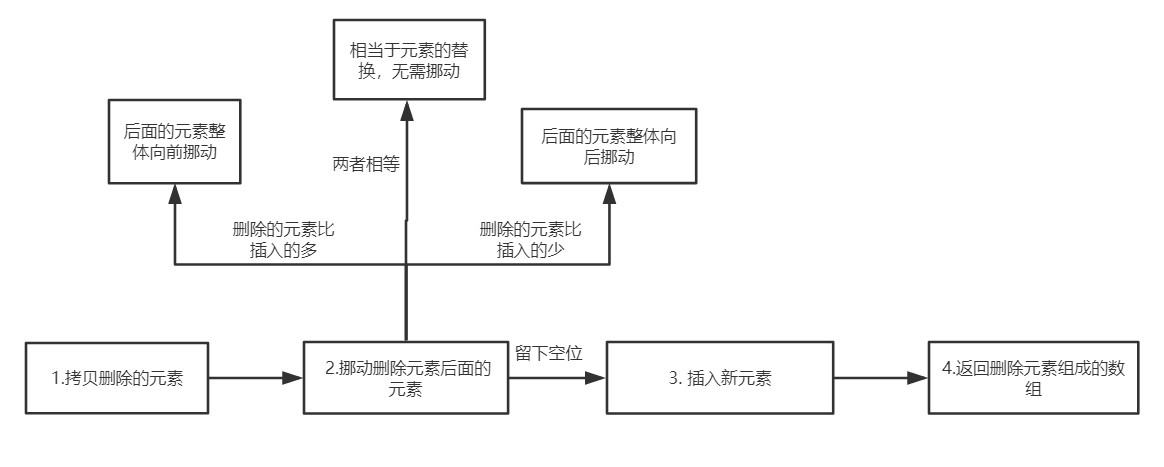 相当于元素的替
换，无需挪动
后面的元素整
体向前挪动
后面的元素整体向
后挪动
两者相等
删除的元素比
插入的多
删除的元素比
插入的少
1.拷贝删除的元素
2.挪动删除元素后面的
元素
留下空位
3. 插入新元素
4.返回删除元素组成的数
组